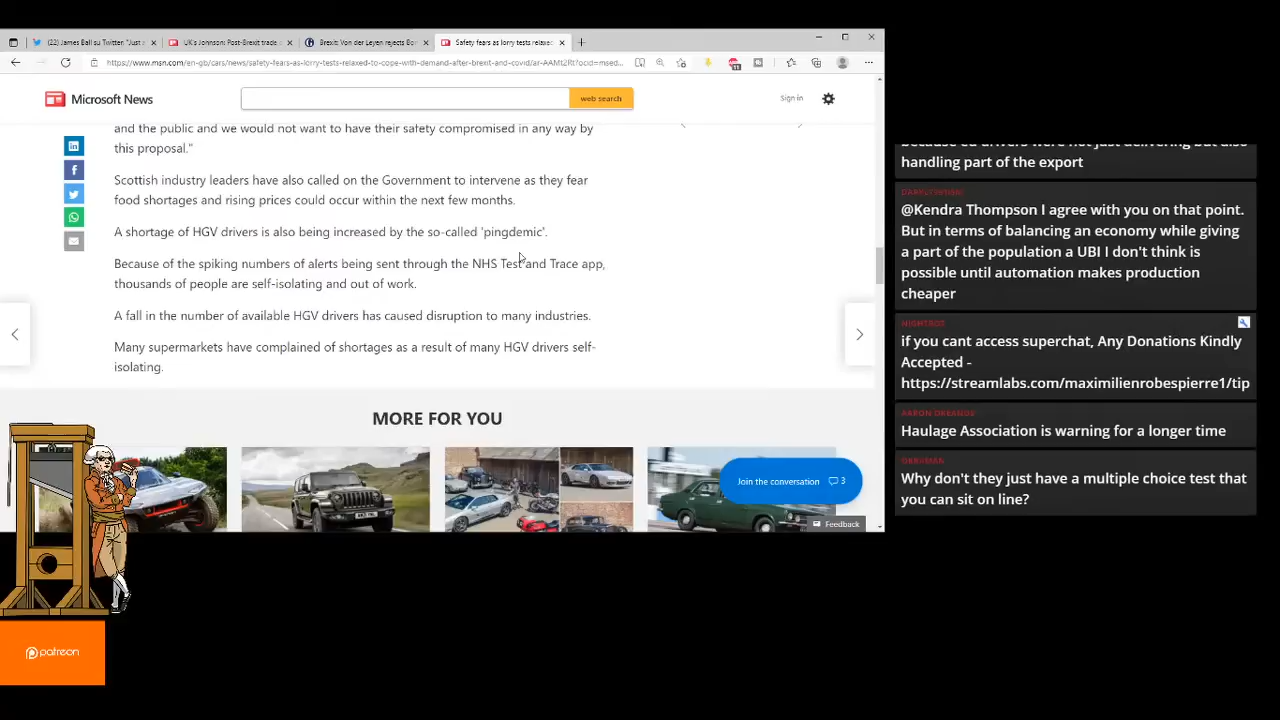 (22) James Ball su Twitter: "Just a
UK's Johnson: Post-Brexit trade d
Brexit: Von der Leyen rejects Bor
Safety fears as lorry tests relaxed
https://www.msn.com/en-gb/cars/news/safety-fears-as-lorry-tests-relaxed-to-cope-with-demand-after-brexit-and-covid/ar-AAMt2Rt?ocid=msed...
Microsoft News
web search
Sign in
and the public and we would not want to have their safety compromised in any way by
this proposal."
Scottish industry leaders have also called on the Government to intervene as they fear
food shortages and rising prices could occur within the next few months.
A shortage of HGV drivers is also being increased by the so-called 'pingdemic'.
Because of the spiking numbers of alerts being sent through the NHS Test and Trace app,
thousands of people are self-isolating and out of work.
A fall in the number of available HGV drivers has caused disruption to many industries.
Many supermarkets have complained of shortages as a result of many HGV drivers self-
isolating.
MORE FOR YOU
Join the conversation 3
Feedback
patreon
because eu drivers were not just delivering but also
handling part of the export
@Kendra Thompson I agree with you on that point.
But in terms of balancing an economy while giving
a part of the population a UBI I don't think is
possible until automation makes production
cheaper
NIGHTBOT
if you cant access superchat, Any Donations Kindly
Accepted -
https://streamlabs.com/maximilienrobespierre1/tip
Haulage Association is warning for a longer time
Why don't they just have a multiple choice test that
you can sit on line?